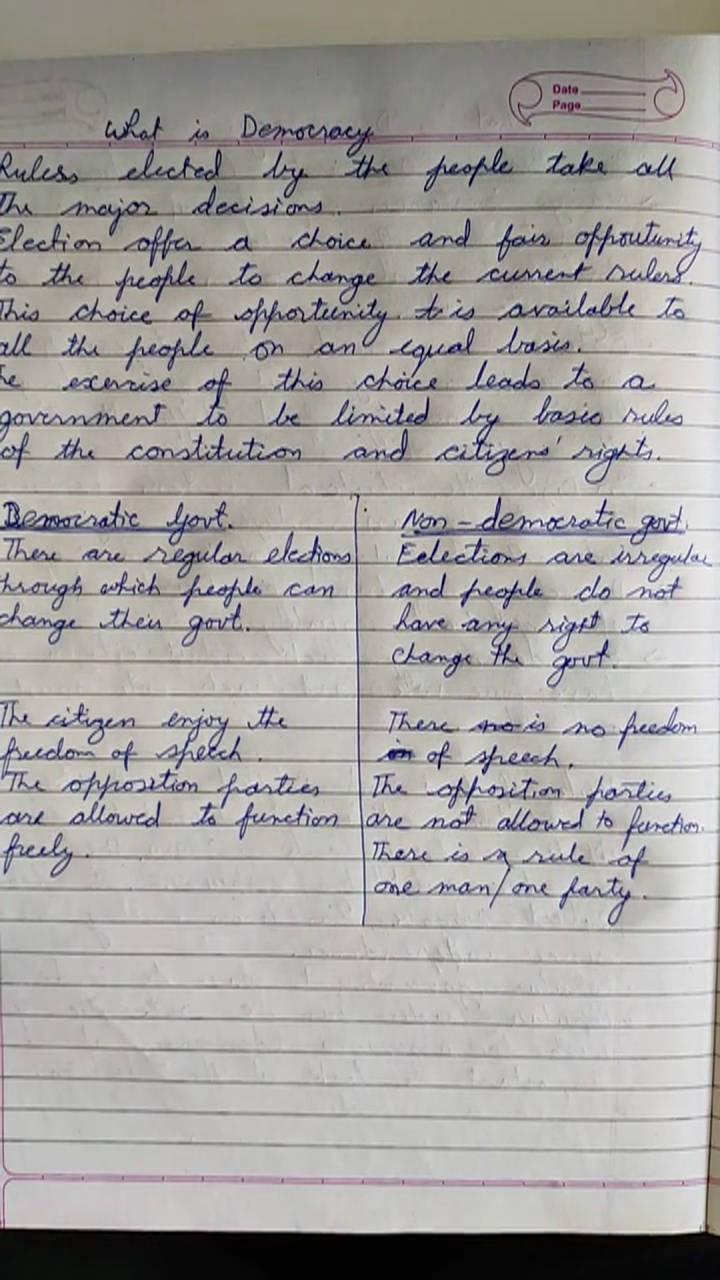 Date
Page
What is Democracy
Rulers elected by the people take all
The major decisions.
Election offer a choice and fair opproutunity
to the people to change the current rulers.
This choice of opportunity is available to
all the people on an equal basis.
he exercise of this choice leads to a
government to be limited by basic rules
of the constitution and citizens' rights.
Democratic Govt.
There are regular elections
through which people can
change their govt.
The citizen enjoy the
freedom of speech.
The opposition parties
are allowed to function
freely.
Non-democratic govt.
Eelections are irregular
and people do not
have any right to
change the govt.
There is no freedom
of speech.
The opposition parties
are not allowed to function.
There is a rule of
one man/one party.